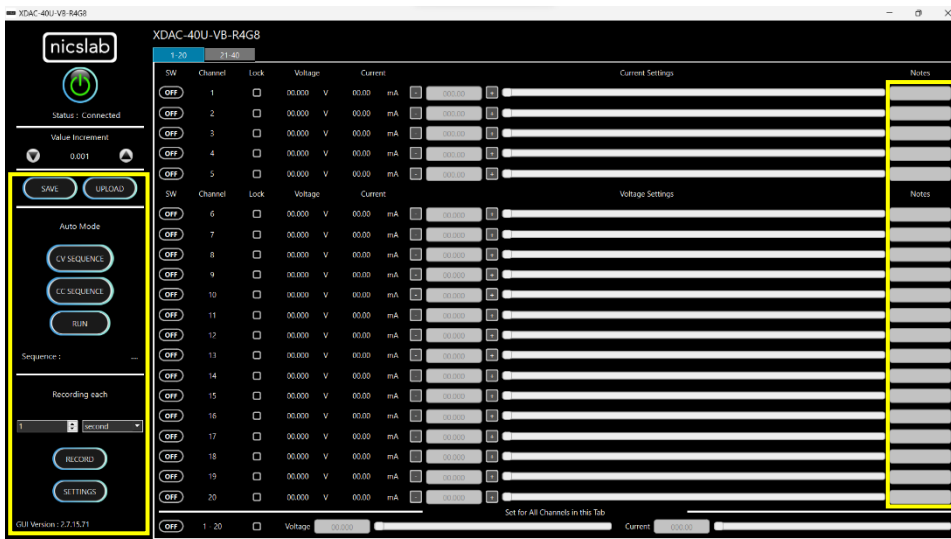 XDAC-40U-VB-R4G8
nicslab
Status : Connected
Value Increment
0.001
SAVE UPLOAD
Auto Mode
CV SEQUENCE
CC SEQUENCE
RUN
Sequence : ....
Recording each
1 second
RECORD
SETTINGS
GUI Version : 2.7.15.71
XDAC-40U-VB-R4G8
1-20 21-40
SW Channel Lock Voltage Current Current Settings Notes
OFF 1 00.000 V 00.00 mA - 000.00 +
OFF 2 00.000 V 00.00 mA - 000.00 +
OFF 3 00.000 V 00.00 mA - 000.00 +
OFF 4 00.000 V 00.00 mA - 000.00 +
OFF 5 00.000 V 00.00 mA - 000.00 +
SW Channel Lock Voltage Current Voltage Settings Notes
OFF 6 00.000 V 00.00 mA - 00.000 +
OFF 7 00.000 V 00.00 mA - 00.000 +
OFF 8 00.000 V 00.00 mA - 00.000 +
OFF 9 00.000 V 00.00 mA - 00.000 +
OFF 10 00.000 V 00.00 mA - 00.000 +
OFF 11 00.000 V 00.00 mA - 00.000 +
OFF 12 00.000 V 00.00 mA - 00.000 +
OFF 13 00.000 V 00.00 mA - 00.000 +
OFF 14 00.000 V 00.00 mA - 00.000 +
OFF 15 00.000 V 00.00 mA - 00.000 +
OFF 16 00.000 V 00.00 mA - 00.000 +
OFF 17 00.000 V 00.00 mA - 00.000 +
OFF 18 00.000 V 00.00 mA - 00.000 +
OFF 19 00.000 V 00.00 mA - 00.000 +
OFF 20 00.000 V 00.00 mA - 00.000 +
Set for All Channels in this Tab
OFF 1 - 20 Voltage 00.000 Current 000.00